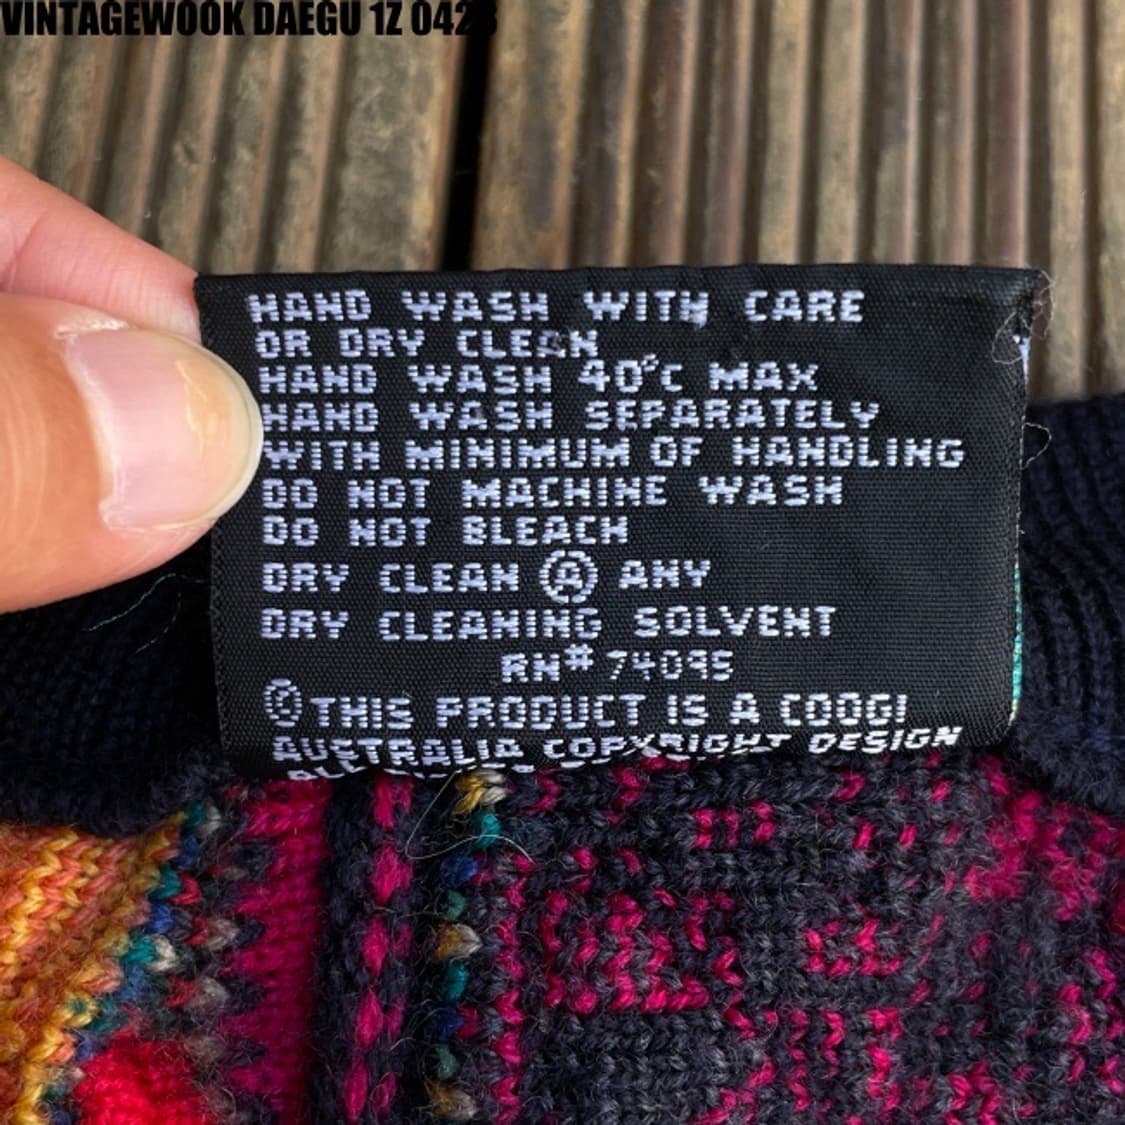 VINTAGEWOOK DAEGU 1Z 0423
HAND WASH WITH CARE
OR DRY CLEAN
HAND WASH 40°C MAX
HAND WASH SEPARATELY
WITH MINIMUM OF HANDLING
DO NOT MACHINE WASH
DO NOT BLEACH
DRY CLEAN Ⓐ ANY
DRY CLEANING SOLVENT
RN# 74095
© THIS PRODUCT IS A COOGI
AUSTRALIA COPYRIGHT DESIGN